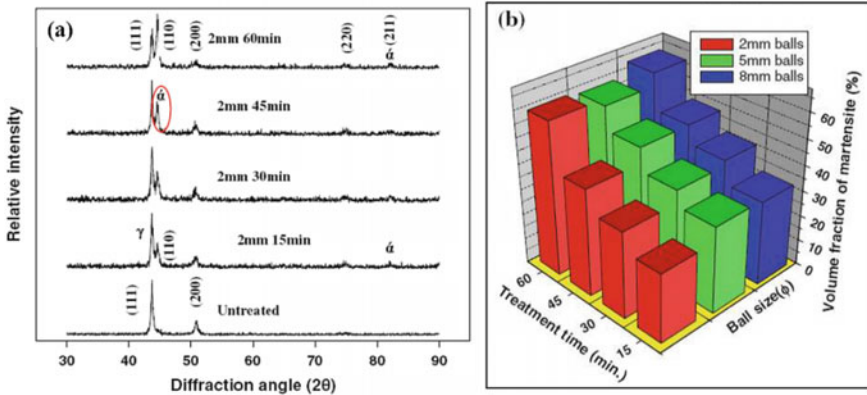 (a)
(111)
(110)
(200)
2mm 60min
(220)
ά (211)
ά
2mm 45min
2mm 30min
γ
(110)
2mm 15min
ά
(111)
(200)
Untreated
Relative intensity
30 40 50 60 70 80 90
Diffraction angle (2θ)
(b)
2mm balls
5mm balls
8mm balls
60
50
40
30
20
10
0
Volume fraction of martensite (%)
60
45
30
15
Treatment time (min.)
Ball size(ϕ)